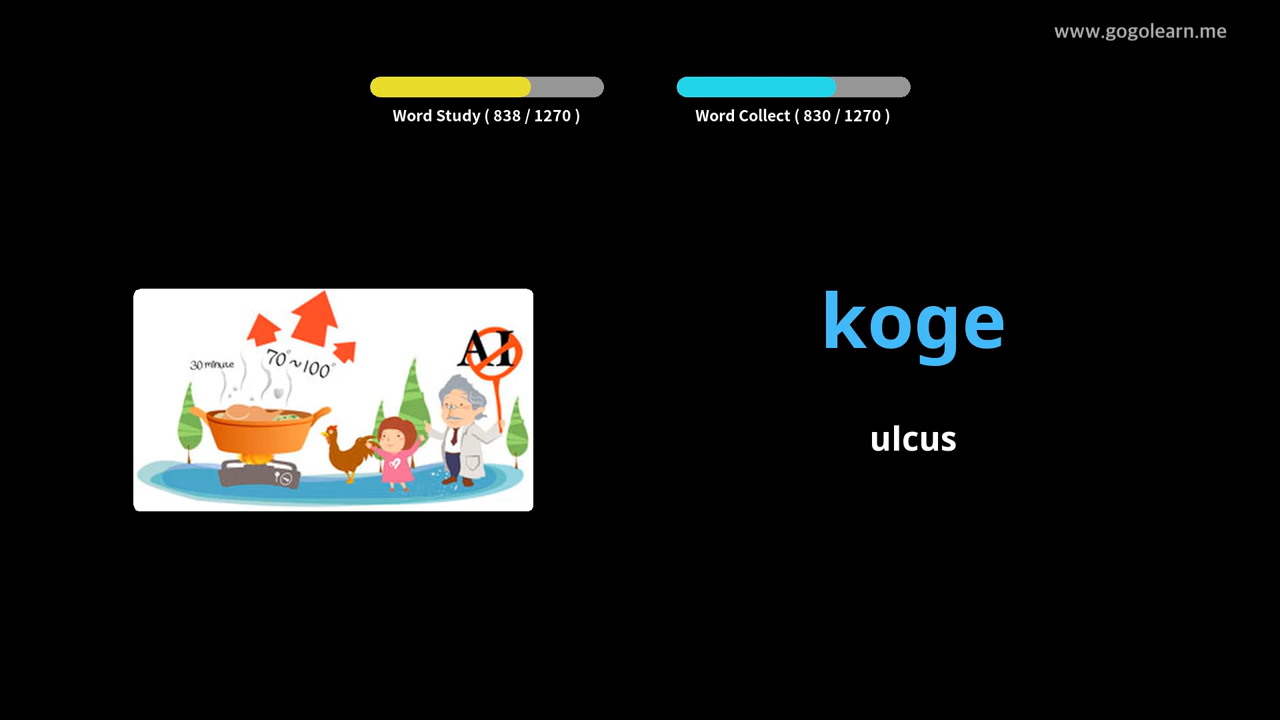 www.gogolearn.me
Word Study ( 838 / 1270 )
Word Collect ( 830 / 1270 )
30 minute
70°~100°
AI
koge
ulcus